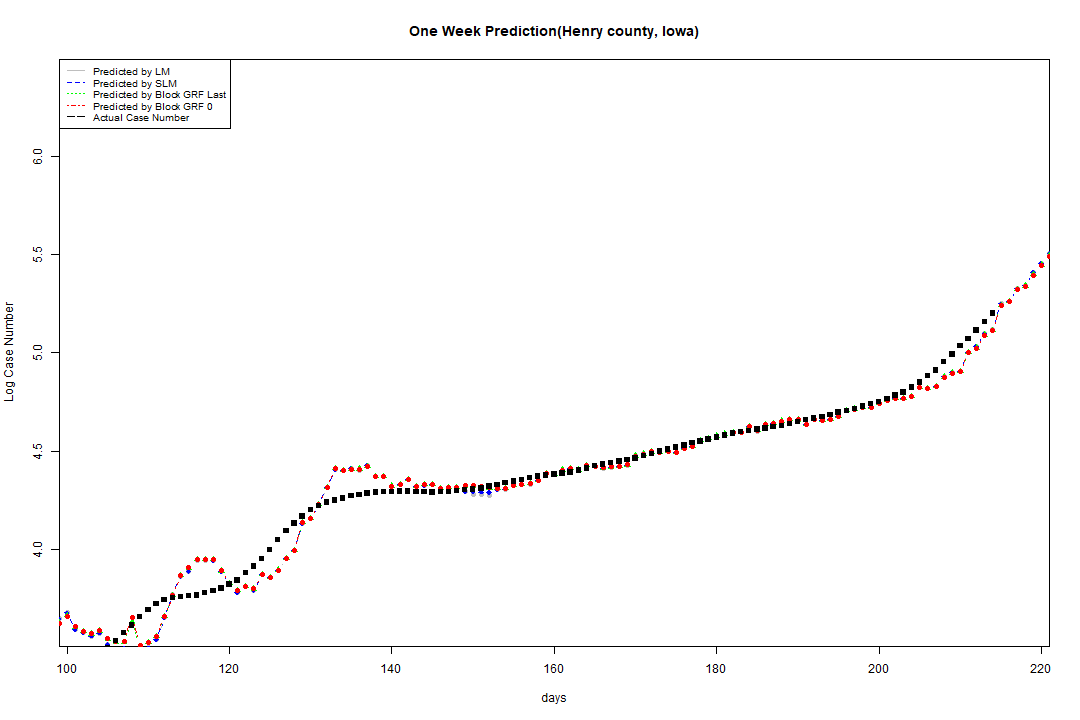 One Week Prediction(Henry county, Iowa)
Predicted by LM
Predicted by SLM
Predicted by Block GRF Last
Predicted by Block GRF 0
Actual Case Number
6.0
5.5
5.0
4.5
4.0
Log Case Number
100 120 140 160 180 200 220
days